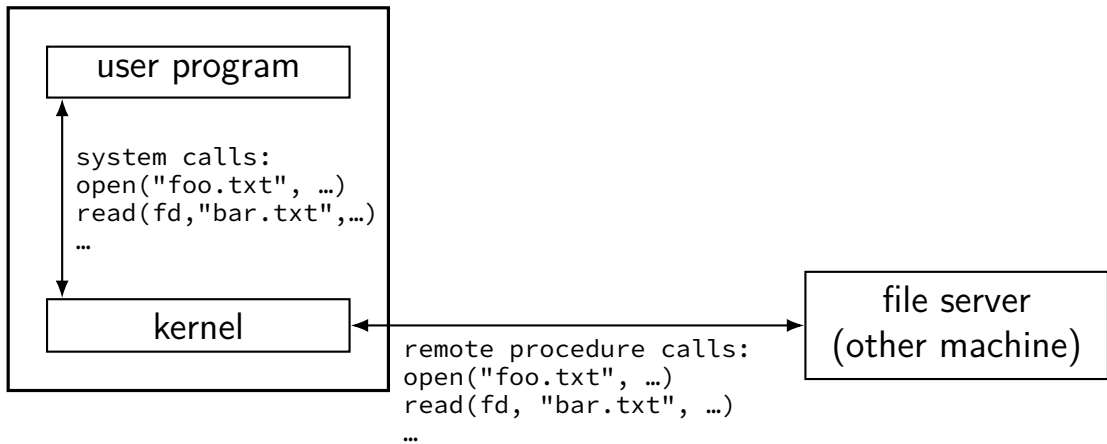 user program
system calls:
open("foo.txt", …)
read(fd,"bar.txt",…)
…
kernel
file server
(other machine)
remote procedure calls:
open("foo.txt", …)
read(fd, "bar.txt", …)
…